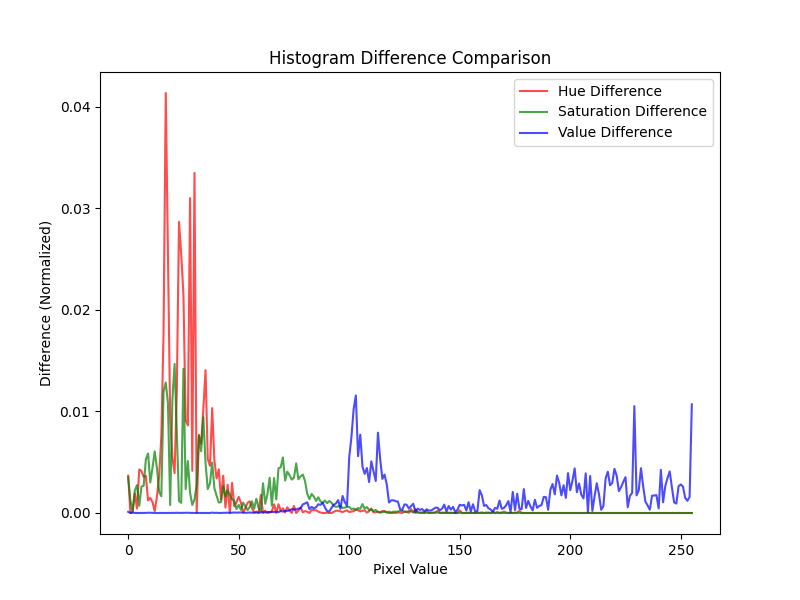 Histogram Difference Comparison
Hue Difference
Saturation Difference
Value Difference
Difference (Normalized)
0.04
0.03
0.02
0.01
0.00
0 50 100 150 200 250
Pixel Value